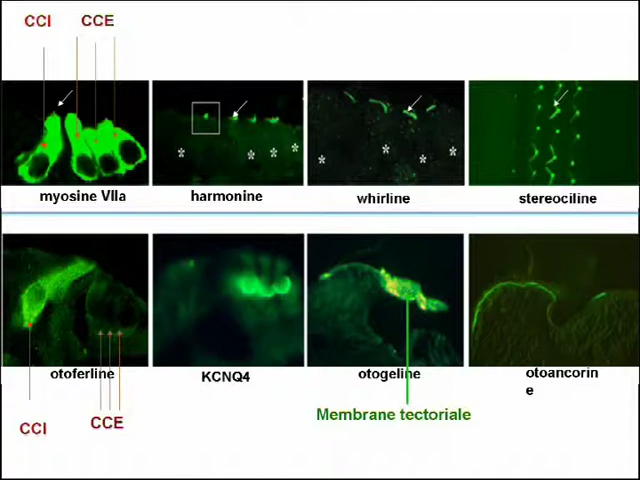 CCI CCE
myosine VIIa harmonine whirline stereociline
otoferline KCNQ4 otogeline otoancorin
e
CCI CCE Membrane tectoriale